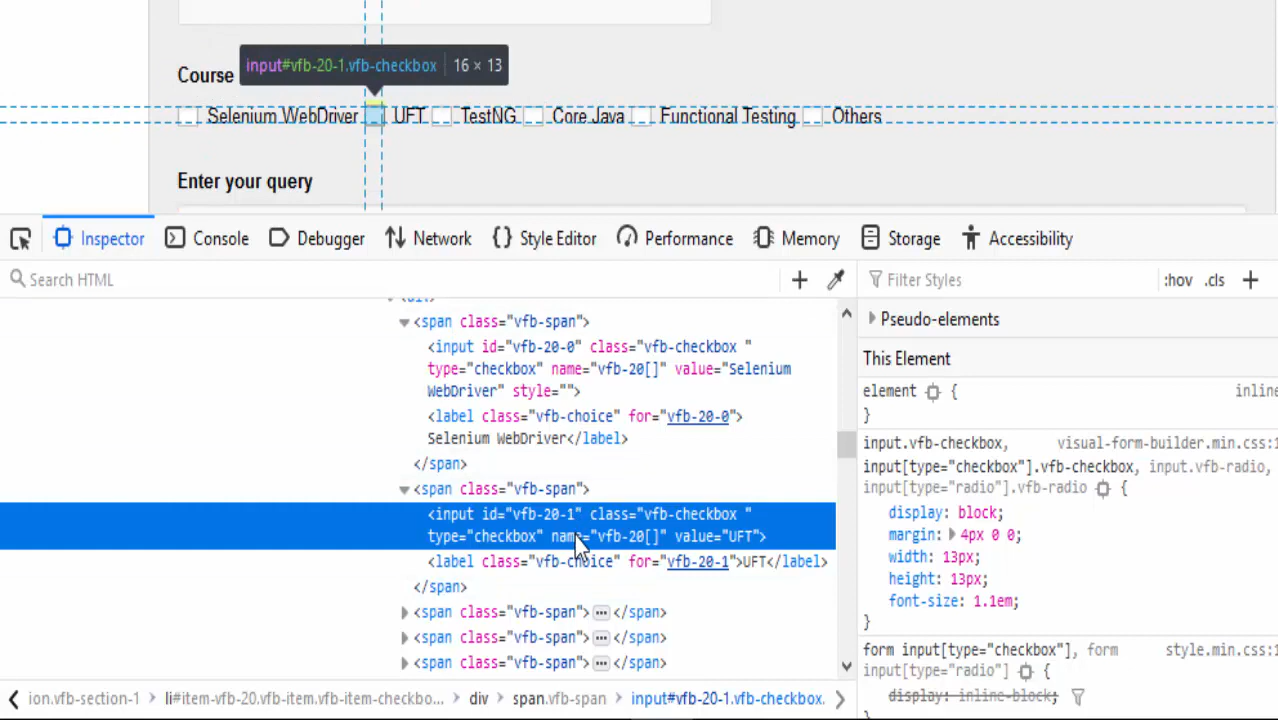 input#vfb-20-1.vfb-checkbox 16 × 13
Course
Selenium WebDriver UFT TestNG Core Java Functional Testing Others
Enter your query
Inspector Console Debugger Network Style Editor Performance Memory Storage Accessibility
Search HTML
<span class="vfb-span">
<input id="vfb-20-0" class="vfb-checkbox "
type="checkbox" name="vfb-20[]" value="Selenium
WebDriver" style="">
<label class="vfb-choice" for="vfb-20-0">
Selenium WebDriver</label>
</span>
<span class="vfb-span">
<input id="vfb-20-1" class="vfb-checkbox "
type="checkbox" name="vfb-20[]" value="UFT">
<label class="vfb-choice" for="vfb-20-1">UFT</label>
</span>
<span class="vfb-span"> ••• </span>
<span class="vfb-span"> ••• </span>
<span class="vfb-span"> ••• </span>
ion.vfb-section-1 li#item-vfb-20.vfb-item.vfb-item-checkbo... div span.vfb-span input#vfb-20-1.vfb-checkbox.
Filter Styles :hov .cls
Pseudo-elements
This Element
element { inline
}
input.vfb-checkbox, visual-form-builder.min.css:1
input[type="checkbox"].vfb-checkbox, input.vfb-radio,
input[type="radio"].vfb-radio {
display: block;
margin: 4px 0 0;
width: 13px;
height: 13px;
font-size: 1.1em;
}
form input[type="checkbox"], form style.min.css:1
input[type="radio"] {
display: inline-block;